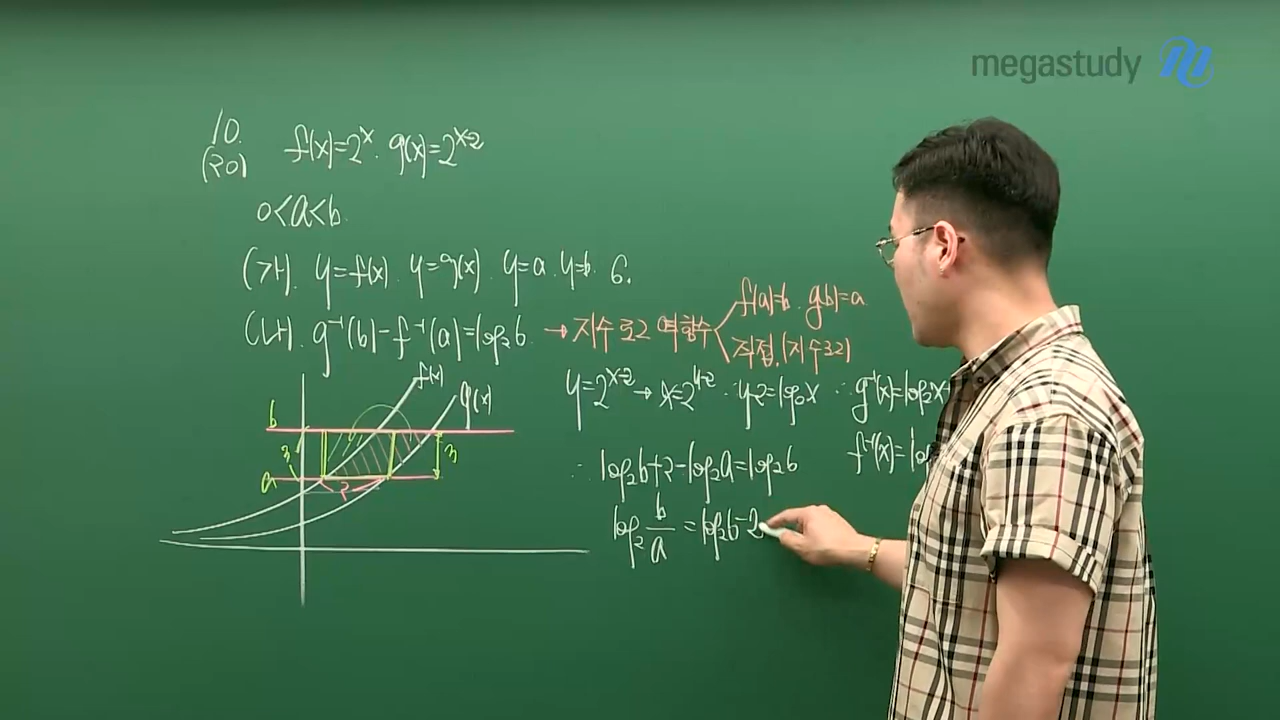 megastudy
10.
(20)
f(x)=2^x. g(x)=2^{x-2}
0<a<b.
(가). y=f(x). y=g(x). y=a. y=b. 6.
(나). g⁻¹(b)-f⁻¹(a)=log₂b
→ 지수 로그 역함수
f(a)=b. g(b)=a
직접.(지수로그)
y=2^{x-2} → x=2^{y-2} ∴ y-2=log₂x ∴ g⁻¹(x)=log₂x+
f⁻¹(x)=lo
∴ log₂b+2-log₂a=log₂b
log₂ b/a = log₂b-2
f(x)
g(x)
b
3
3
a
2